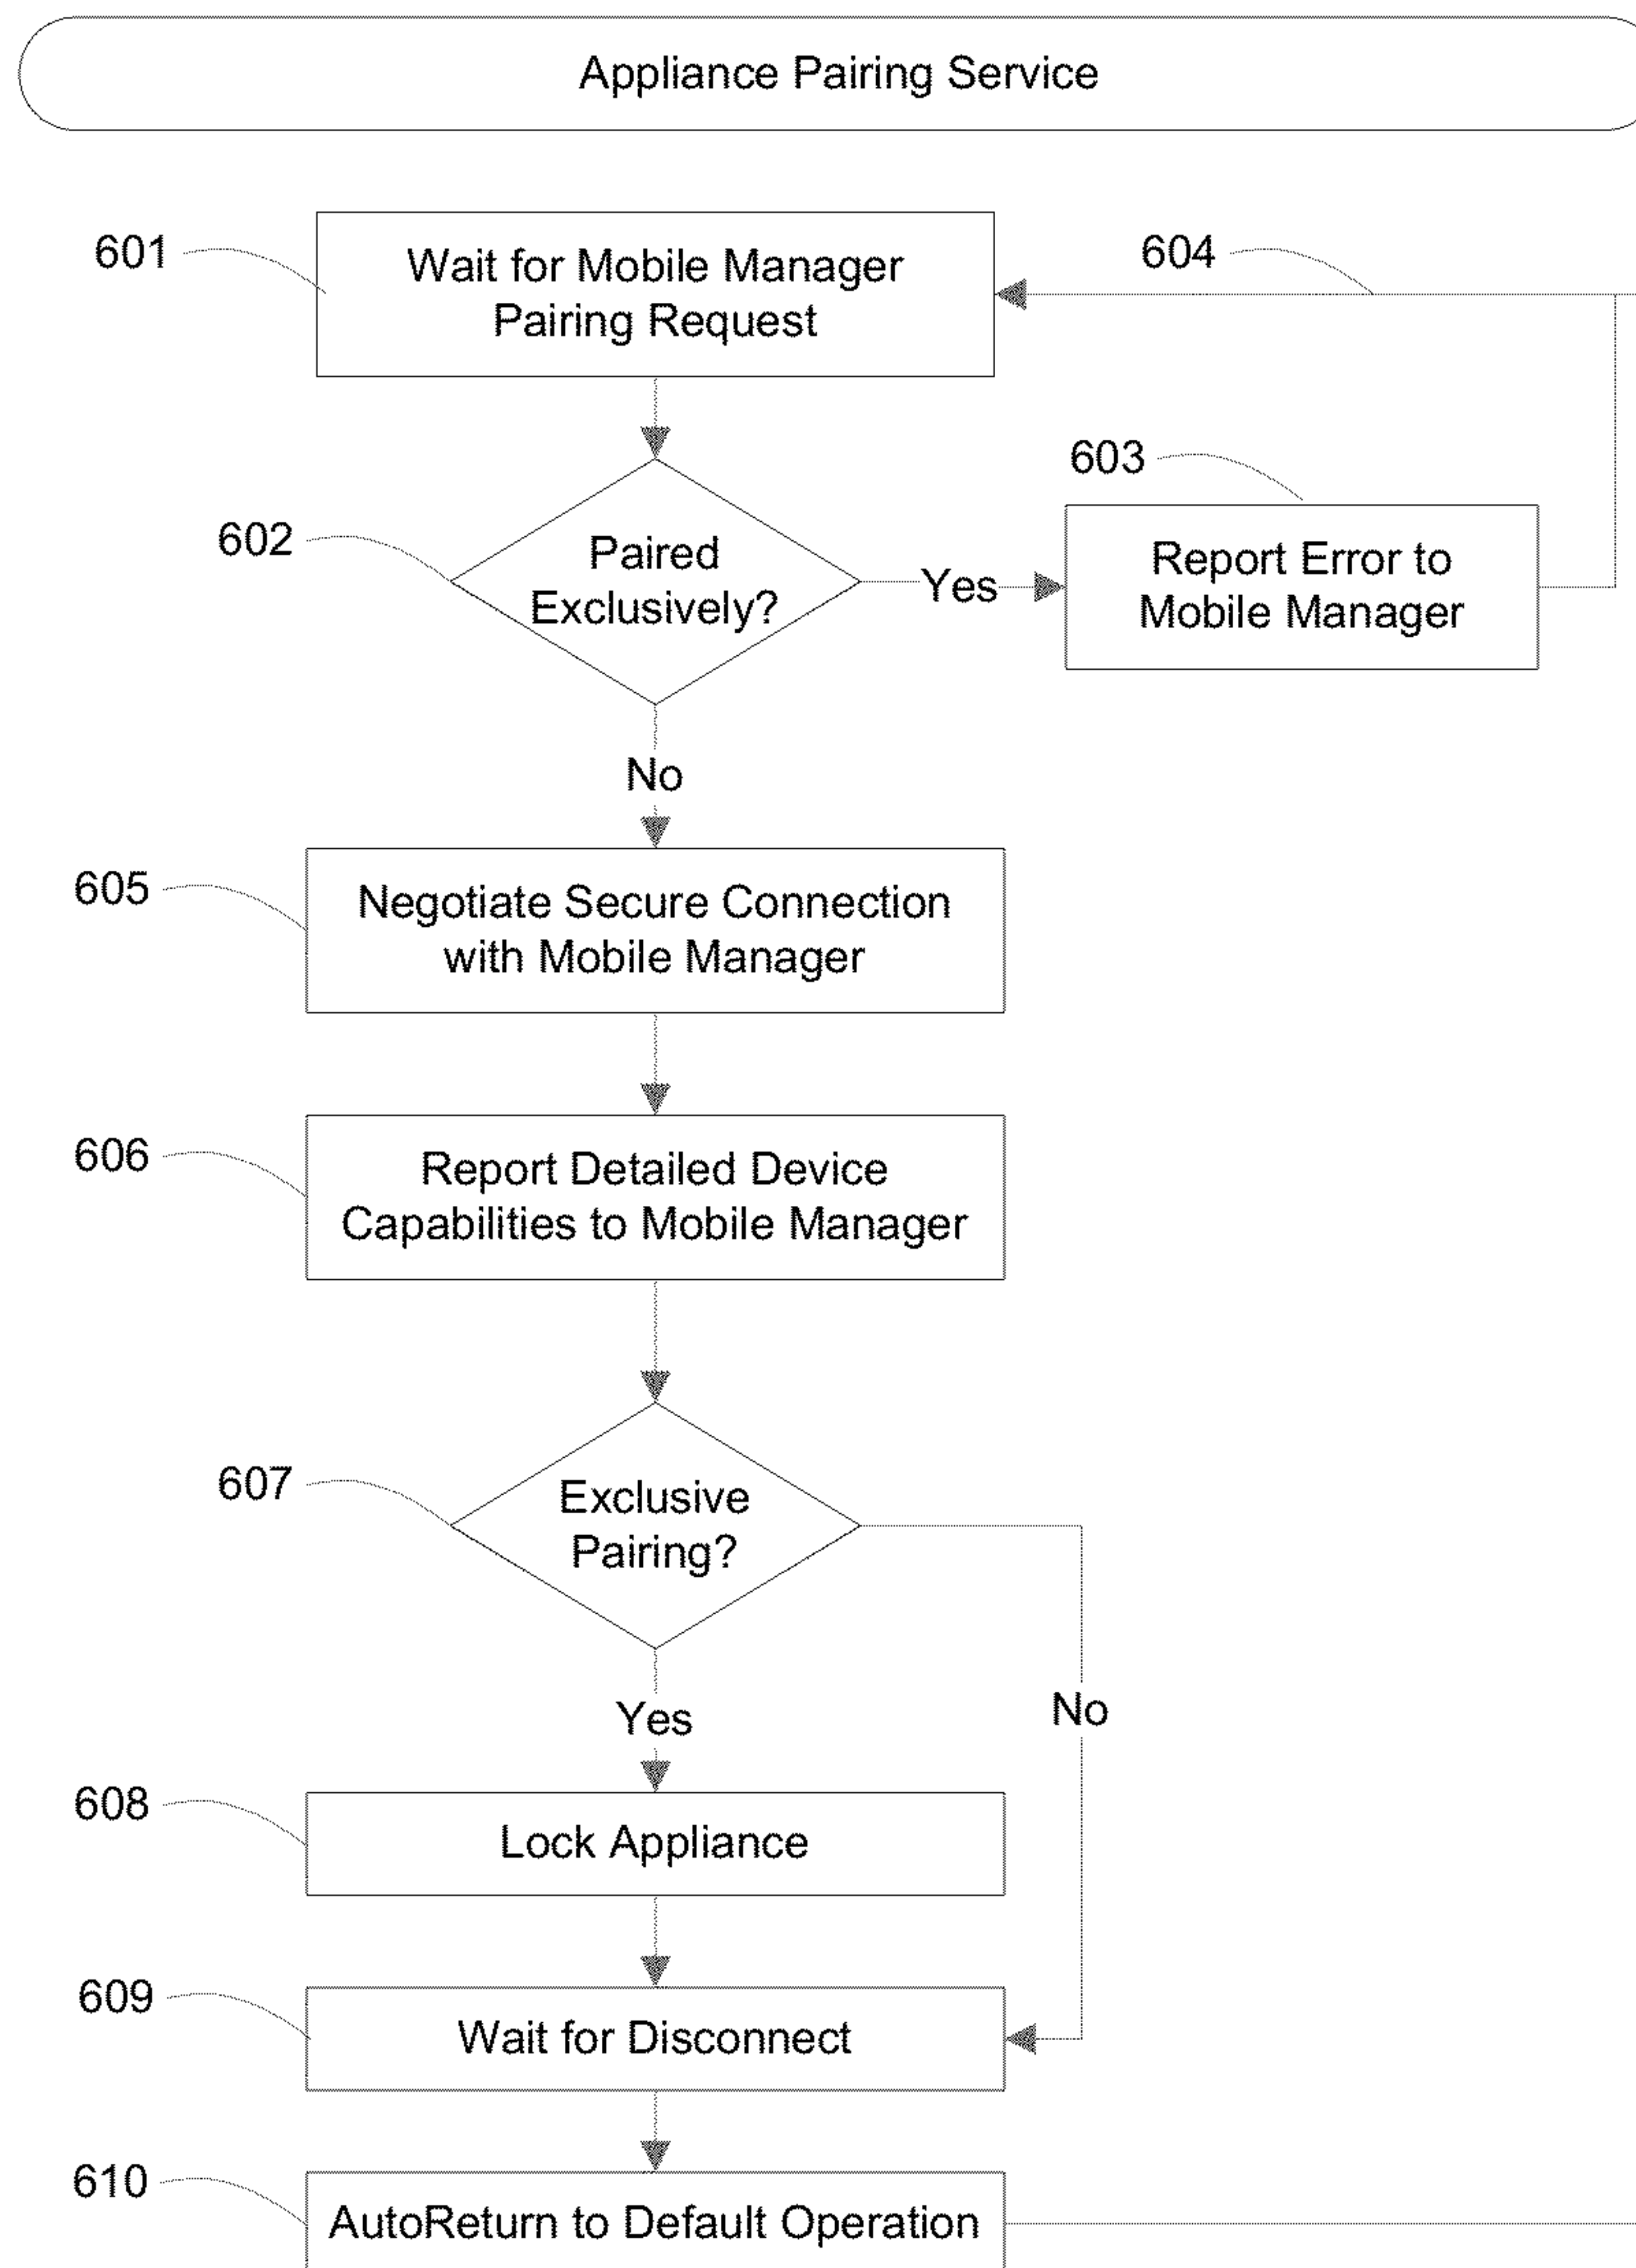 Appliance Pairing Service
601
Wait for Mobile Manager
Pairing Request
604
602
Paired
Exclusively?
Yes
603
Report Error to
Mobile Manager
No
605
Negotiate Secure Connection
with Mobile Manager
606
Report Detailed Device
Capabilities to Mobile Manager
607
Exclusive
Pairing?
Yes
No
608
Lock Appliance
609
Wait for Disconnect
610
AutoReturn to Default Operation